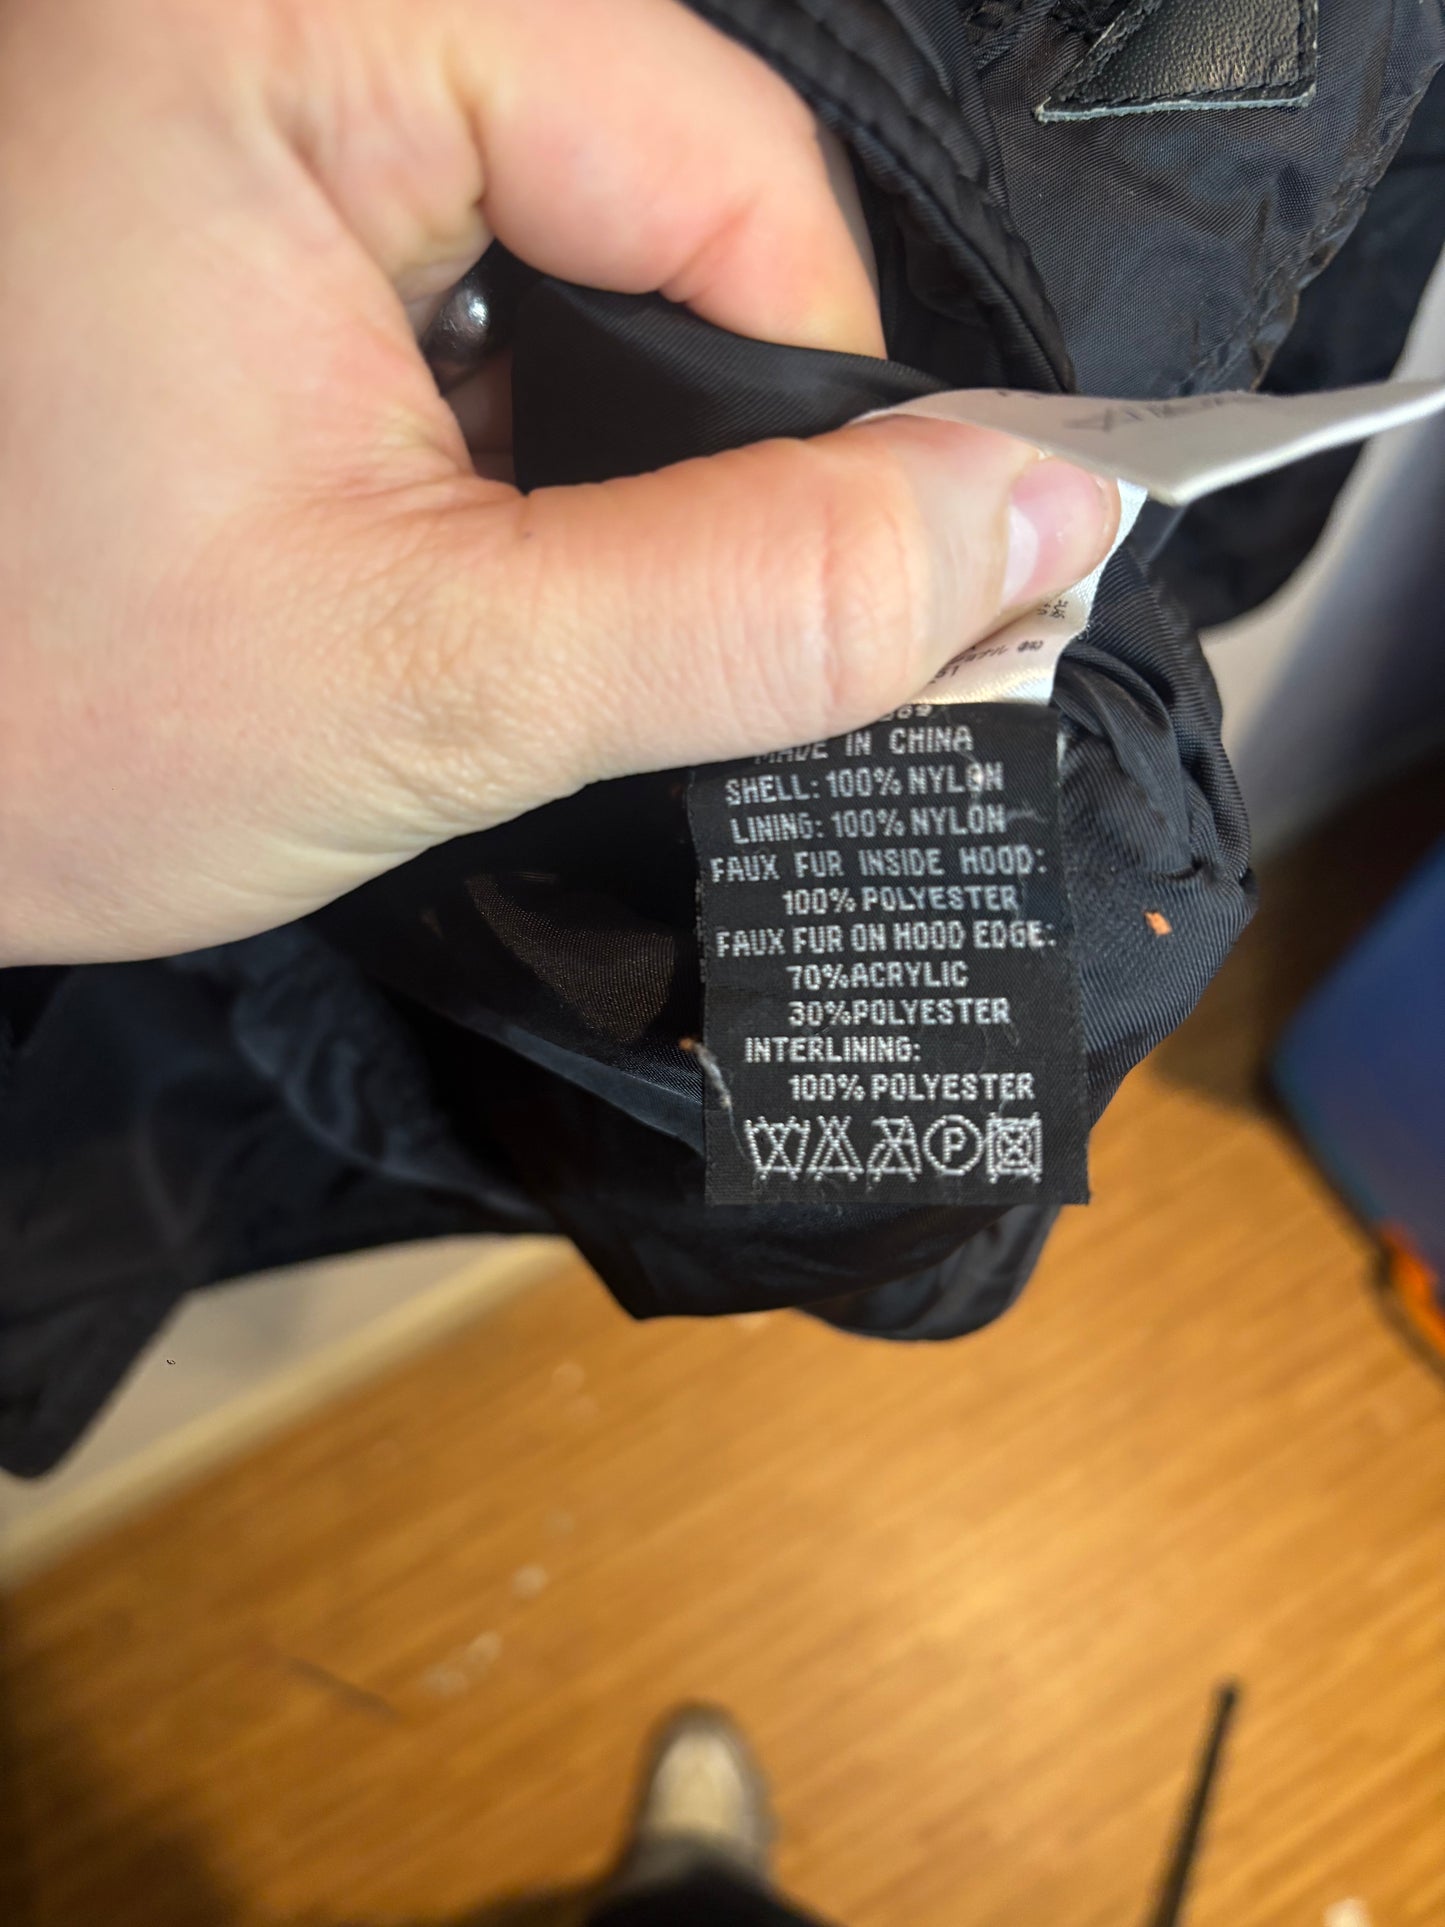 MADE IN CHINA
SHELL: 100% NYLON
LINING: 100% NYLON
FAUX FUR INSIDE HOOD:
100% POLYESTER
FAUX FUR ON HOOD EDGE:
70%ACRYLIC
30%POLYESTER
INTERLINING:
100% POLYESTER
P